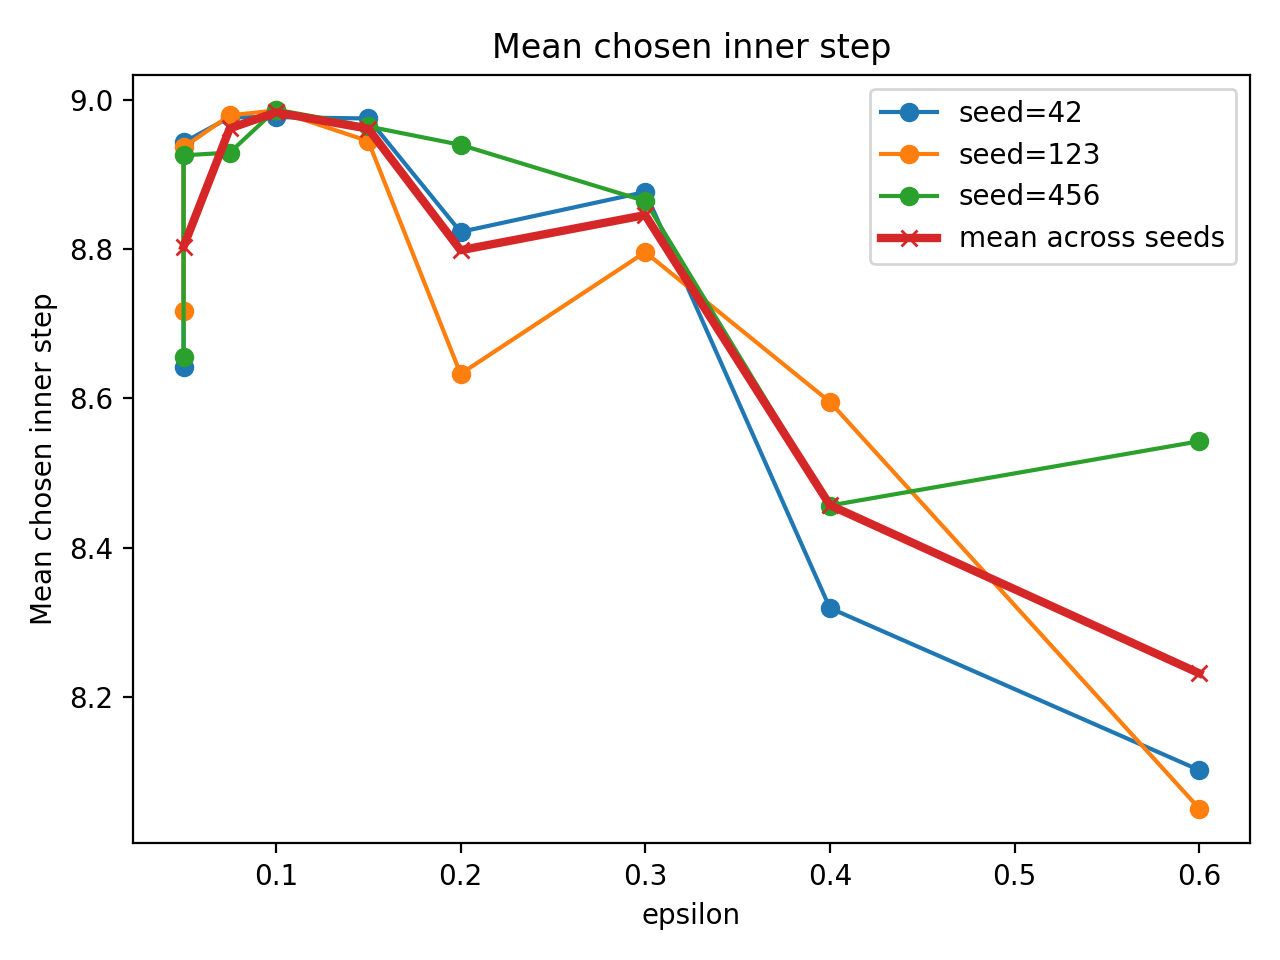 Mean chosen inner step
seed=42
seed=123
seed=456
mean across seeds
Mean chosen inner step
9.0
8.8
8.6
8.4
8.2
0.1 0.2 0.3 0.4 0.5 0.6
epsilon